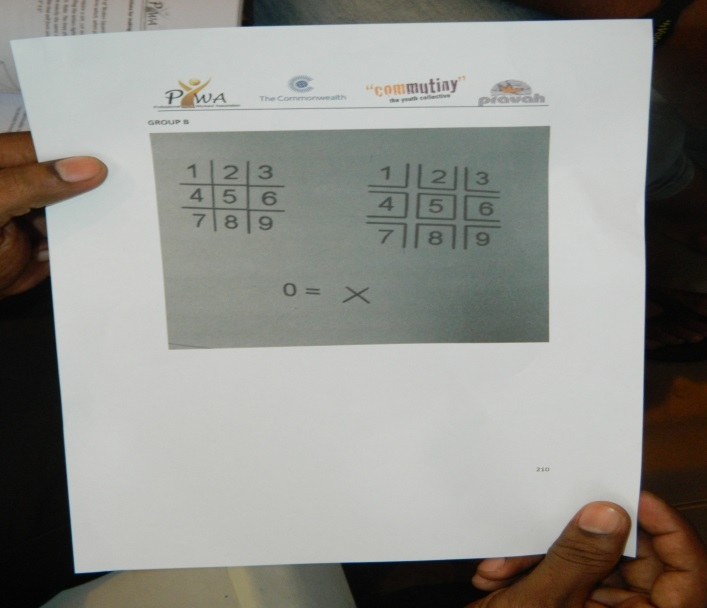 PYWA
The Commonwealth
"commutiny"
the youth collective
pravah
GROUP B
1 2 3
4 5 6
7 8 9
1 2 3
4 5 6
7 8 9
0 = X
210